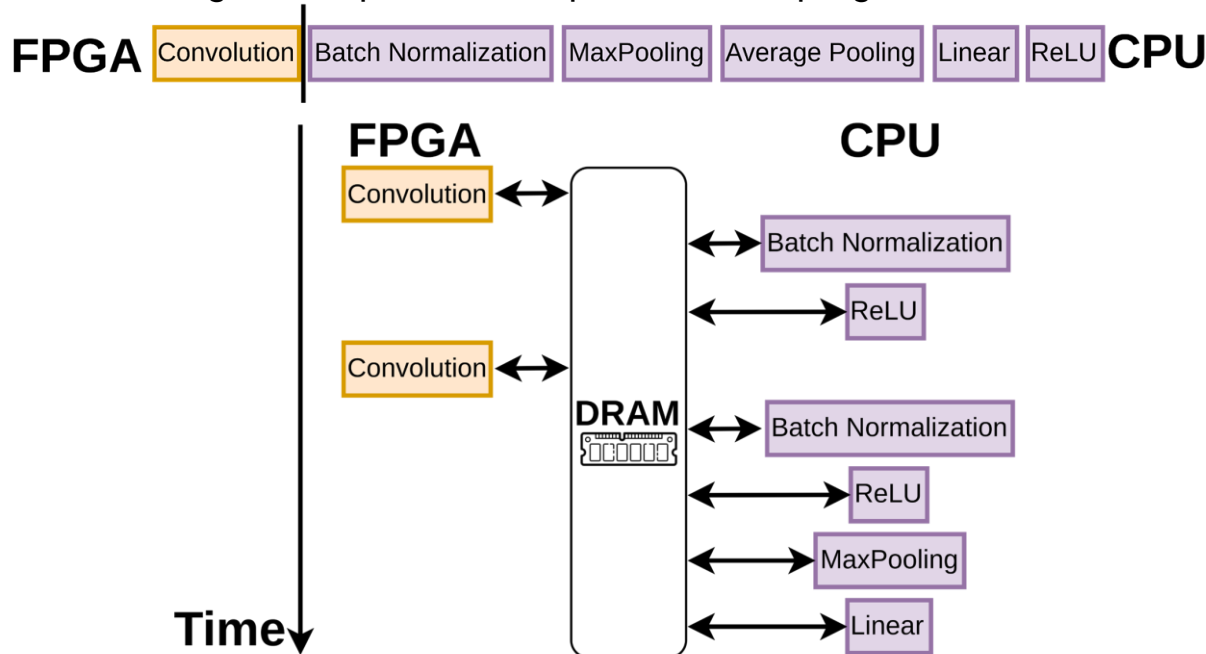 FPGA Convolution Batch Normalization MaxPooling Average Pooling Linear ReLU CPU
FPGA CPU
Convolution
Batch Normalization
ReLU
Convolution
DRAM
Batch Normalization
ReLU
MaxPooling
Linear
Time